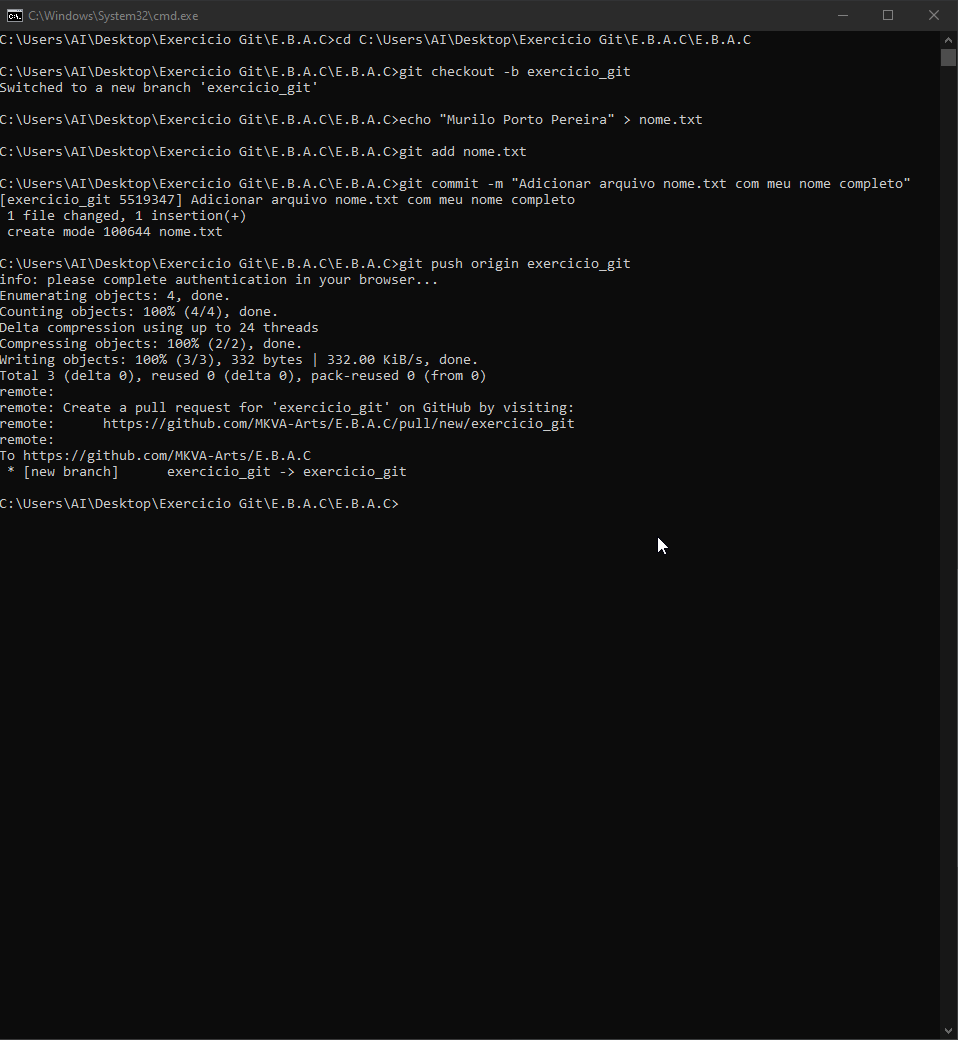 C:\Windows\System32\cmd.exe
C:\Users\AI\Desktop\Exercicio Git\E.B.A.C>cd C:\Users\AI\Desktop\Exercicio Git\E.B.A.C\E.B.A.C
C:\Users\AI\Desktop\Exercicio Git\E.B.A.C\E.B.A.C>git checkout -b exercicio_git
Switched to a new branch 'exercicio_git'
C:\Users\AI\Desktop\Exercicio Git\E.B.A.C\E.B.A.C>echo "Murilo Porto Pereira" > nome.txt
C:\Users\AI\Desktop\Exercicio Git\E.B.A.C\E.B.A.C>git add nome.txt
C:\Users\AI\Desktop\Exercicio Git\E.B.A.C\E.B.A.C>git commit -m "Adicionar arquivo nome.txt com meu nome completo"
[exercicio_git 5519347] Adicionar arquivo nome.txt com meu nome completo
 1 file changed, 1 insertion(+)
 create mode 100644 nome.txt
C:\Users\AI\Desktop\Exercicio Git\E.B.A.C\E.B.A.C>git push origin exercicio_git
info: please complete authentication in your browser...
Enumerating objects: 4, done.
Counting objects: 100% (4/4), done.
Delta compression using up to 24 threads
Compressing objects: 100% (2/2), done.
Writing objects: 100% (3/3), 332 bytes | 332.00 KiB/s, done.
Total 3 (delta 0), reused 0 (delta 0), pack-reused 0 (from 0)
remote:
remote: Create a pull request for 'exercicio_git' on GitHub by visiting:
remote:      https://github.com/MKVA-Arts/E.B.A.C/pull/new/exercicio_git
remote:
To https://github.com/MKVA-Arts/E.B.A.C
 * [new branch]      exercicio_git -> exercicio_git
C:\Users\AI\Desktop\Exercicio Git\E.B.A.C\E.B.A.C>